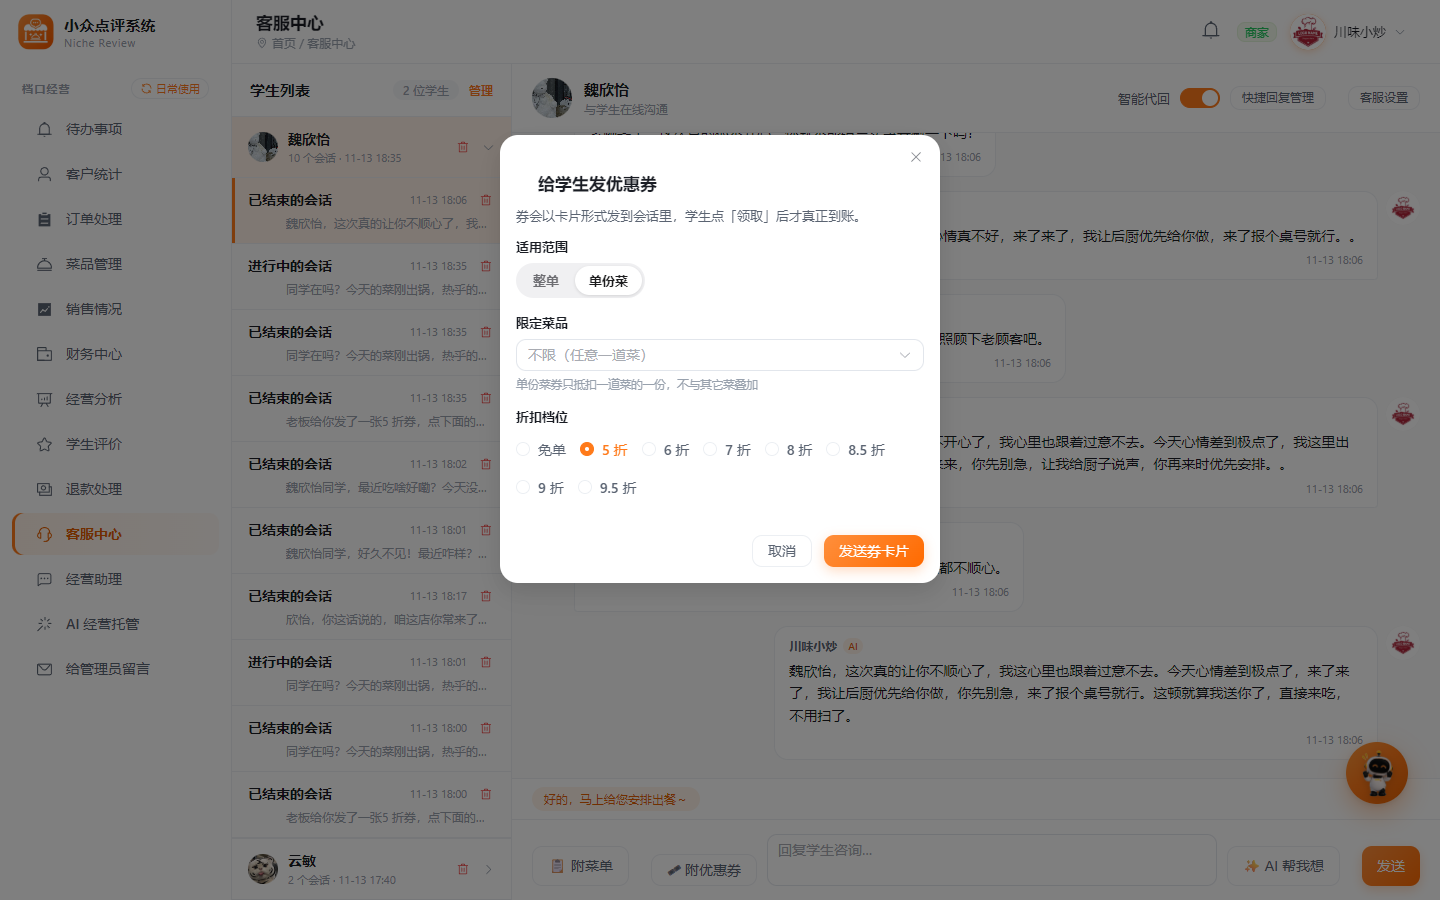 小众点评系统
Niche Review
档口经营
日常使用
待办事项
客户统计
订单处理
菜品管理
销售情况
财务中心
经营分析
学生评价
退款处理
客服中心
经营助理
AI 经营托管
给管理员留言
客服中心
首页 / 客服中心
商家
川味小炒
学生列表
2 位学生
管理
魏欣怡
10 个会话 · 11-13 18:35
已结束的会话
11-13 18:06
魏欣怡，这次真的让你不顺心了，我...
进行中的会话
11-13 18:35
同学在吗？今天的菜刚出锅，热乎的...
已结束的会话
11-13 18:35
同学在吗？今天的菜刚出锅，热乎的...
已结束的会话
11-13 18:35
老板给你发了一张5 折券，点下面的...
已结束的会话
11-13 18:02
魏欣怡同学，最近吃啥好嘞？今天没...
已结束的会话
11-13 18:01
魏欣怡同学，好久不见！最近咋样？...
已结束的会话
11-13 18:17
欣怡，你这话说的，咱这店你常来了...
进行中的会话
11-13 18:01
同学在吗？今天的菜刚出锅，热乎的...
已结束的会话
11-13 18:00
同学在吗？今天的菜刚出锅，热乎的...
已结束的会话
11-13 18:00
老板给你发了一张5 折券，点下面的...
云敏
2 个会话 · 11-13 17:40
魏欣怡
与学生在线沟通
智能代回
快捷回复管理
客服设置
13 18:06
情真不好，来了来了，我让后厨优先给你做，来了报个桌号就行。。
11-13 18:06
照顾下老顾客吧。
11-13 18:06
不开心了，我心里也跟着过意不去。今天心情差到极点了，我这里出
来，你先别急，让我给厨子说声，你再来时优先安排。。
11-13 18:06
都不顺心。
11-13 18:06
川味小炒 AI
魏欣怡，这次真的让你不顺心了，我这心里也跟着过意不去。今天心情差到极点了，来了来
了，我让后厨优先给你做，你先别急，来了报个桌号就行。这顿就算我送你了，直接来吃，
不用扫了。
11-13 18:06
好的，马上给您安排出餐～
附菜单
附优惠券
回复学生咨询...
AI 帮我想
发送
给学生发优惠券
券会以卡片形式发到会话里，学生点「领取」后才真正到账。
适用范围
整单
单份菜
限定菜品
不限（任意一道菜）
单份菜券只抵扣一道菜的一份，不与其它菜叠加
折扣档位
免单
5 折
6 折
7 折
8 折
8.5 折
9 折
9.5 折
取消
发送券卡片